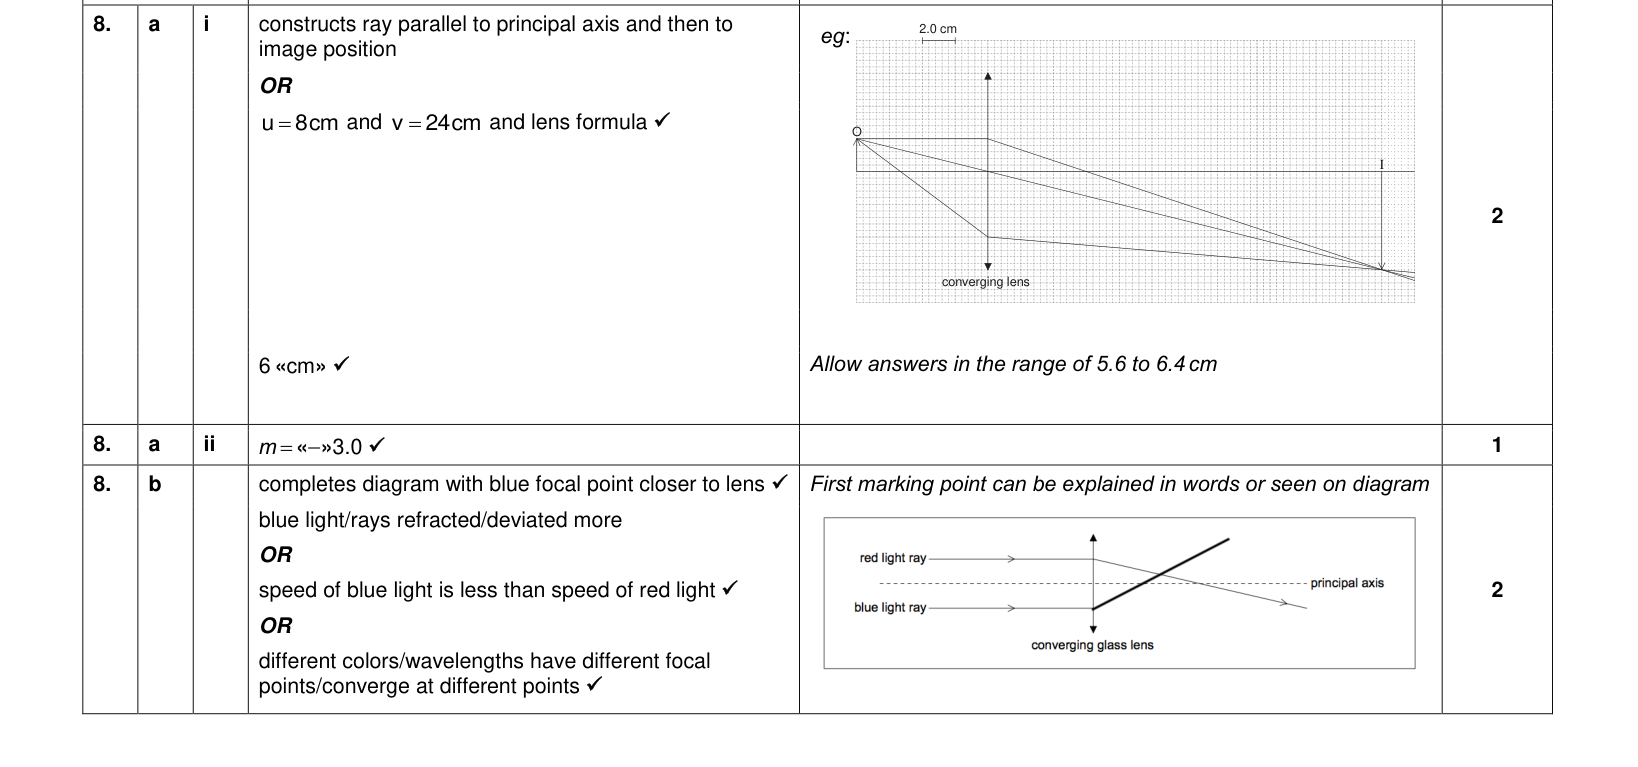 8. a i constructs ray parallel to principal axis and then to
image position
OR
u = 8cm and v = 24cm and lens formula ✓
6 «cm» ✓
eg:
2.0 cm
O
I
converging lens
Allow answers in the range of 5.6 to 6.4 cm
2
8. a ii m = «–»3.0 ✓ 1
8. b completes diagram with blue focal point closer to lens ✓
blue light/rays refracted/deviated more
OR
speed of blue light is less than speed of red light ✓
OR
different colors/wavelengths have different focal
points/converge at different points ✓
First marking point can be explained in words or seen on diagram
red light ray
principal axis
blue light ray
converging glass lens
2